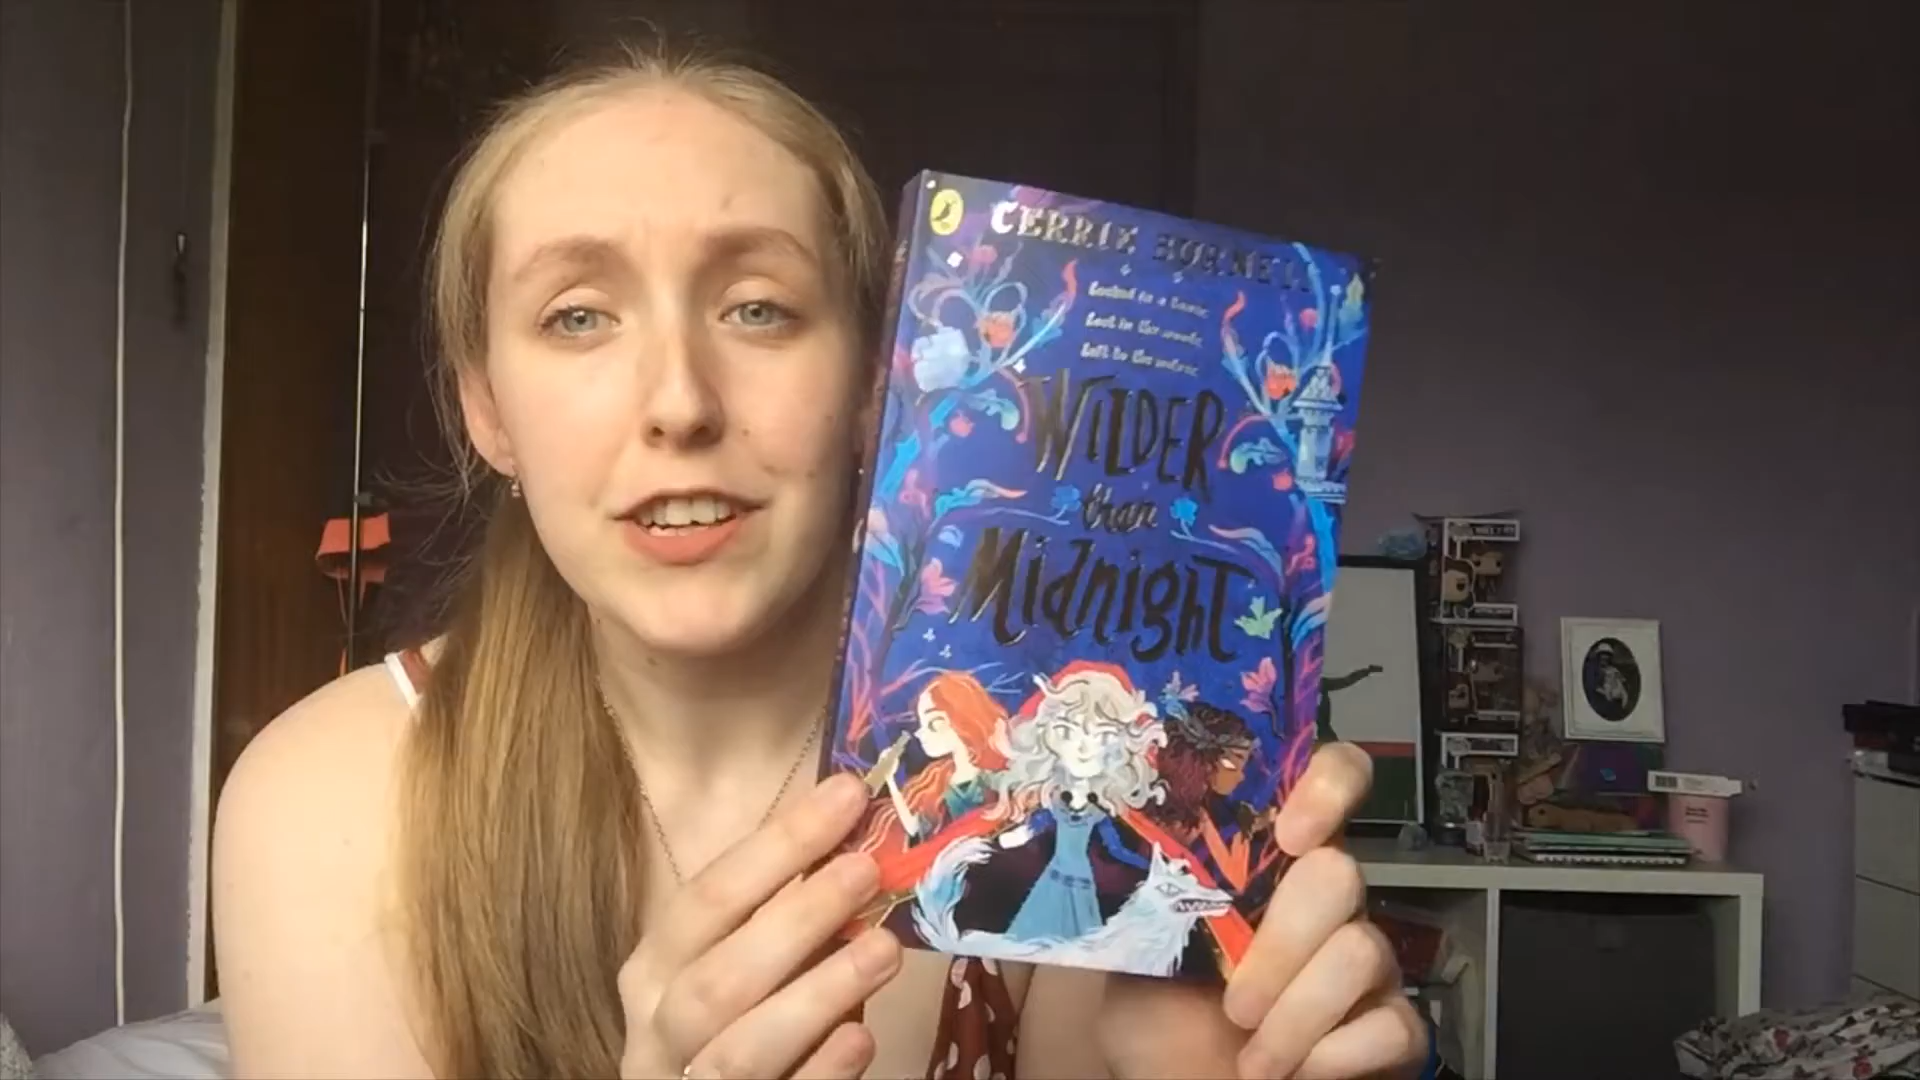 CERRIE BURNELL
Locked in a tower.
Lost in the woods.
Left to the wolves.
WILDER
than
Midnight